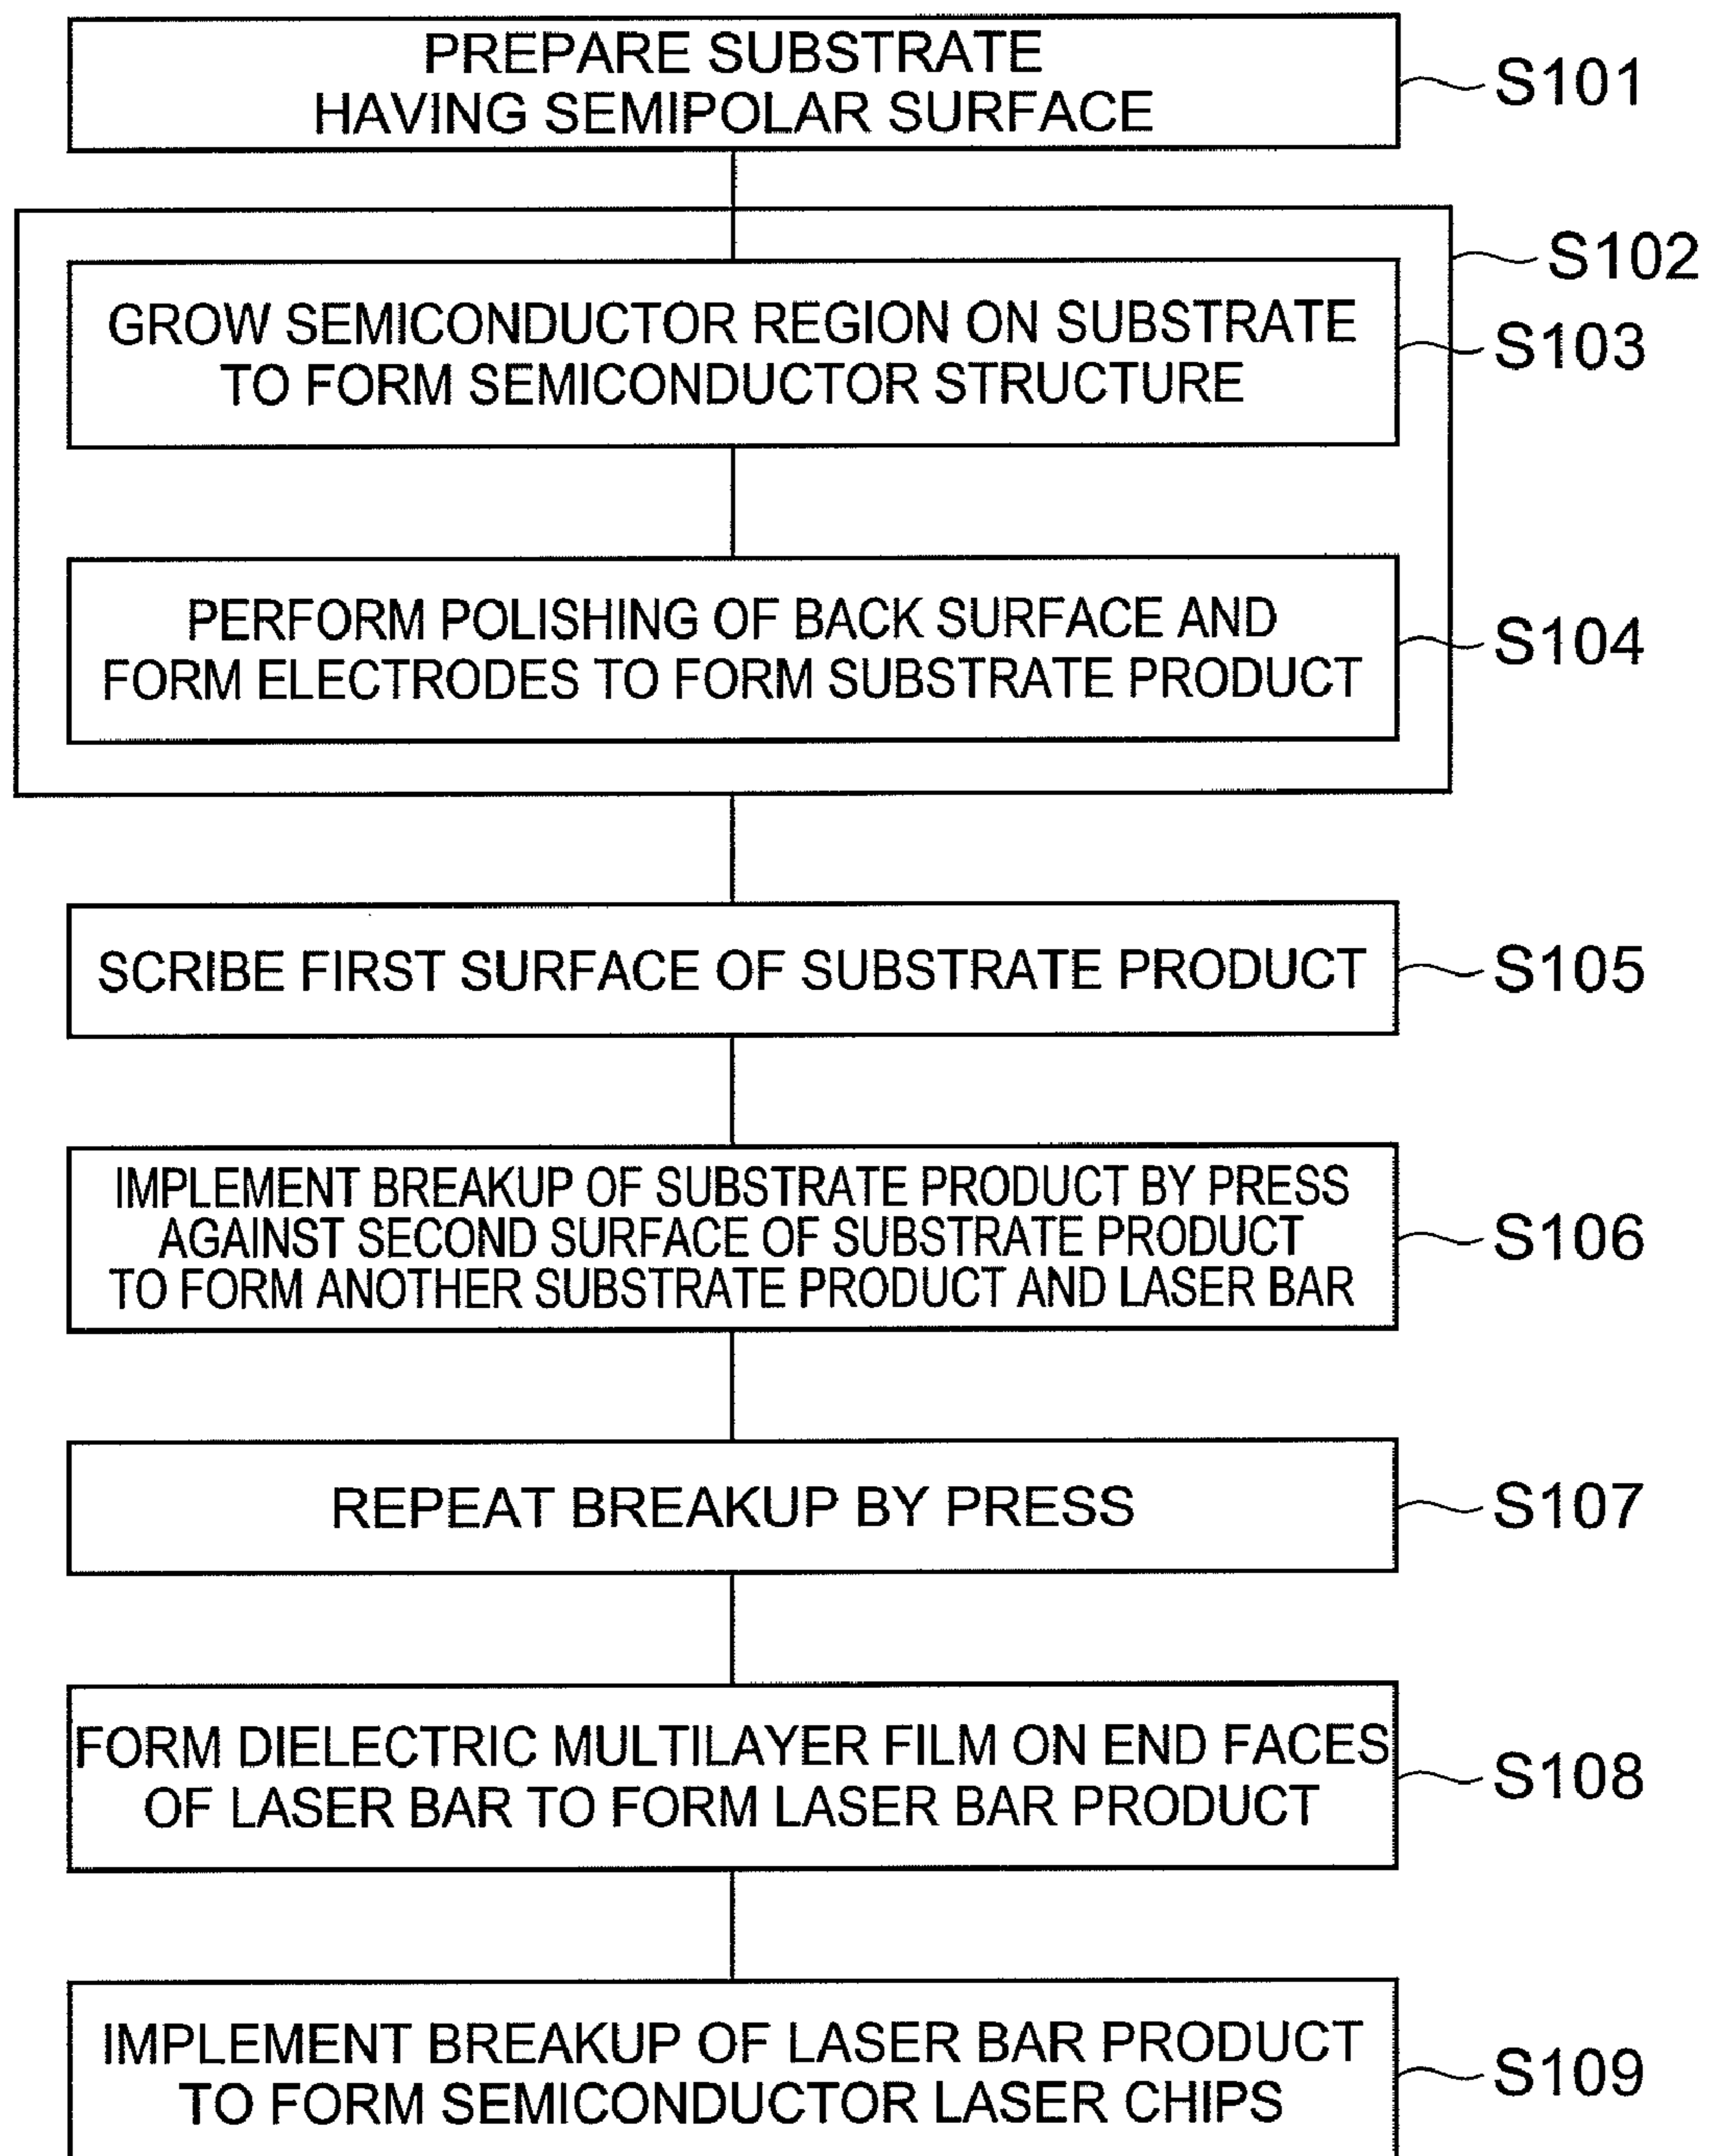 PREPARE SUBSTRATE
HAVING SEMIPOLAR SURFACE
S101
S102
GROW SEMICONDUCTOR REGION ON SUBSTRATE
TO FORM SEMICONDUCTOR STRUCTURE
S103
PERFORM POLISHING OF BACK SURFACE AND
FORM ELECTRODES TO FORM SUBSTRATE PRODUCT
S104
SCRIBE FIRST SURFACE OF SUBSTRATE PRODUCT
S105
IMPLEMENT BREAKUP OF SUBSTRATE PRODUCT BY PRESS
AGAINST SECOND SURFACE OF SUBSTRATE PRODUCT
TO FORM ANOTHER SUBSTRATE PRODUCT AND LASER BAR
S106
REPEAT BREAKUP BY PRESS
S107
FORM DIELECTRIC MULTILAYER FILM ON END FACES
OF LASER BAR TO FORM LASER BAR PRODUCT
S108
IMPLEMENT BREAKUP OF LASER BAR PRODUCT
TO FORM SEMICONDUCTOR LASER CHIPS
S109